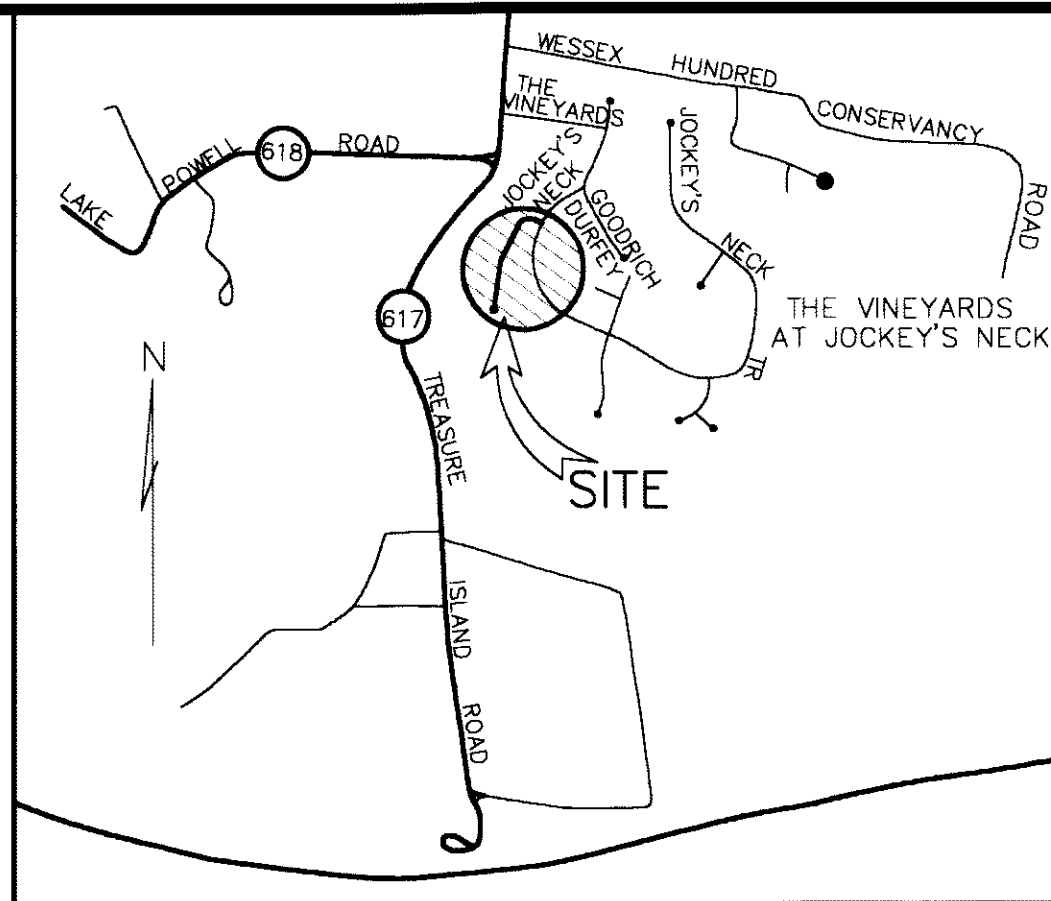 WESSEX HUNDRED CONSERVANCY ROAD
THE
VINEYARDS
JOCKEY'S
NECK
618
LAKE POWELL ROAD
JOCKEY'S NECK TR
GOODRICH
DURFEY
617
THE VINEYARDS
AT JOCKEY'S NECK
N
TREASURE ISLAND ROAD
SITE